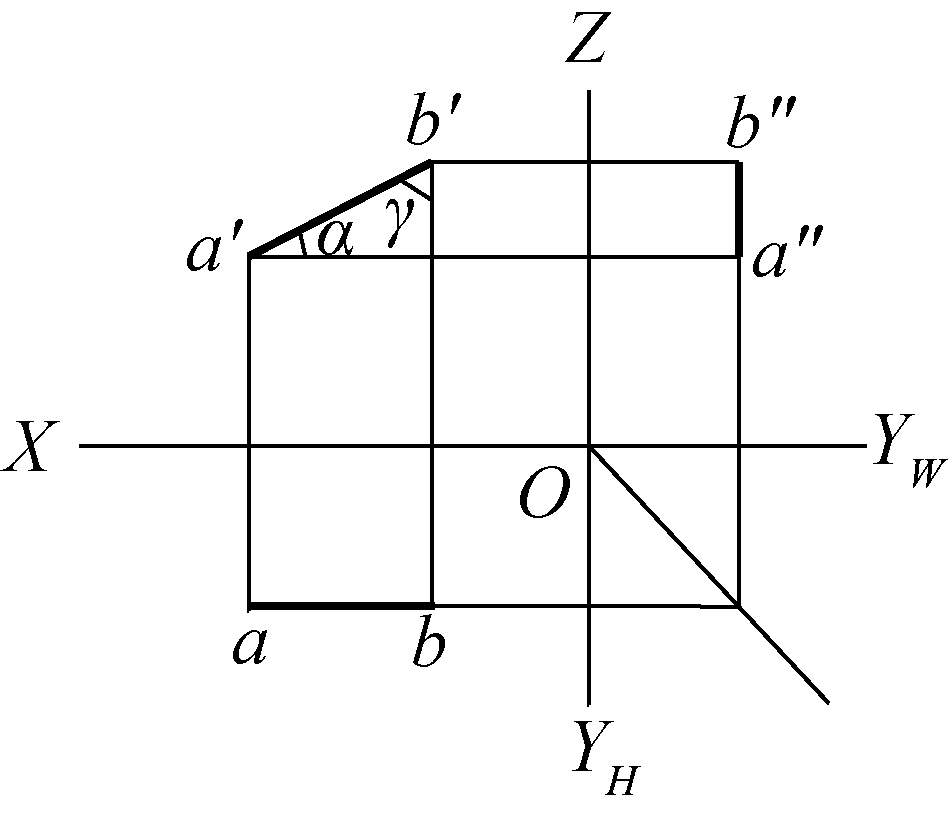 Z
b' b"
a' α γ a"
X Y_W
O
a b
Y_H